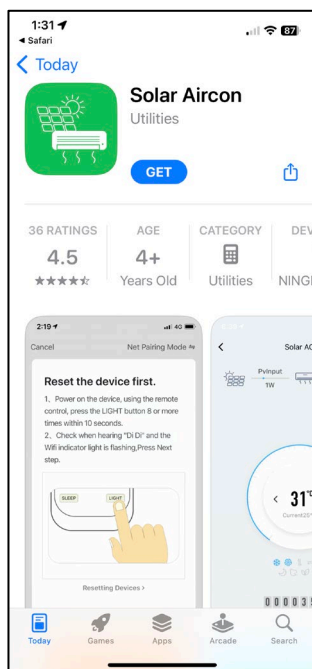 1:31
87
Safari
Today
Solar Aircon
Utilities
GET
36 RATINGS
AGE
CATEGORY
4.5
4+
Years Old
Utilities
2:19
4G
Cancel
Net Pairing Mode
Reset the device first.
1、Power on the device, using the remote
control, press the LIGHT button 8 or more
times within 10 seconds.
2、Check when hearing "Di Di" and the
Wifi indicator light is flashing,Press Next
step.
SLEEP
LIGHT
Resetting Devices >
Solar AC
PvInput
1W
31°
Current25°
Today
Games
Apps
Arcade
Search